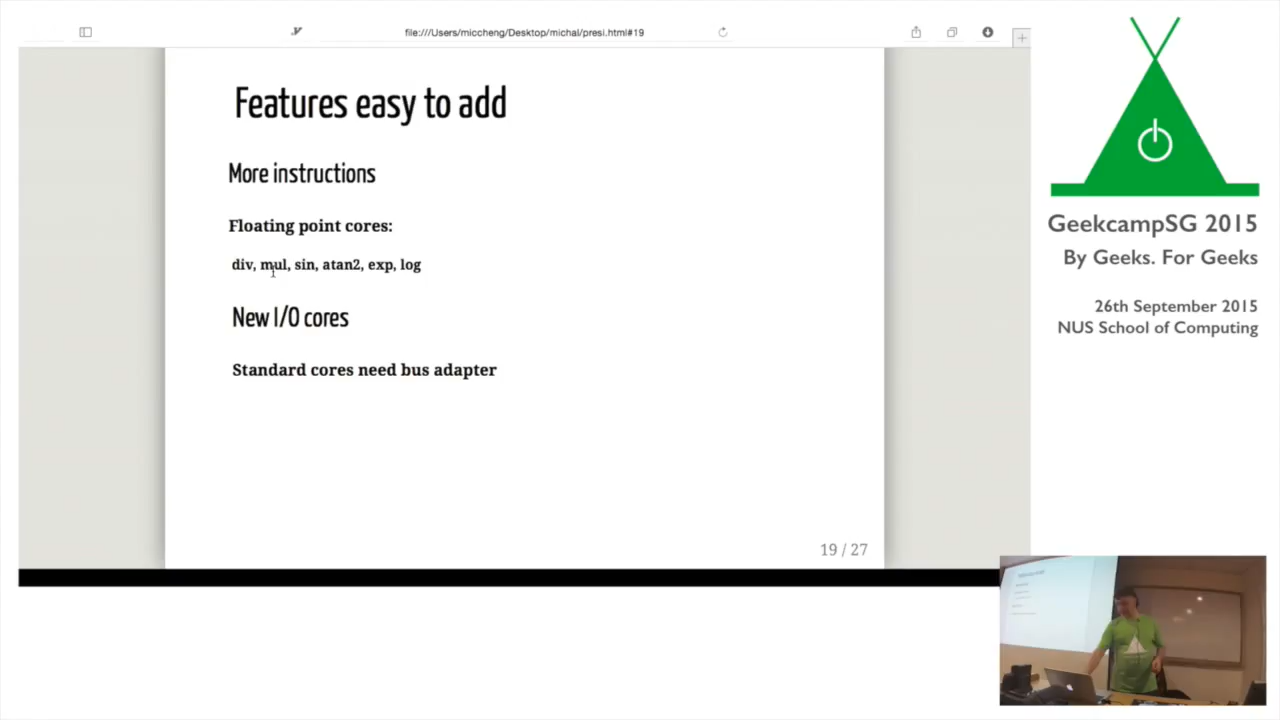 file:///Users/miccheng/Desktop/michal/presi.html#19
Features easy to add
More instructions
Floating point cores:
div, mul, sin, atan2, exp, log
New I/O cores
Standard cores need bus adapter
19 / 27
GeekcampSG 2015
By Geeks. For Geeks
26th September 2015
NUS School of Computing